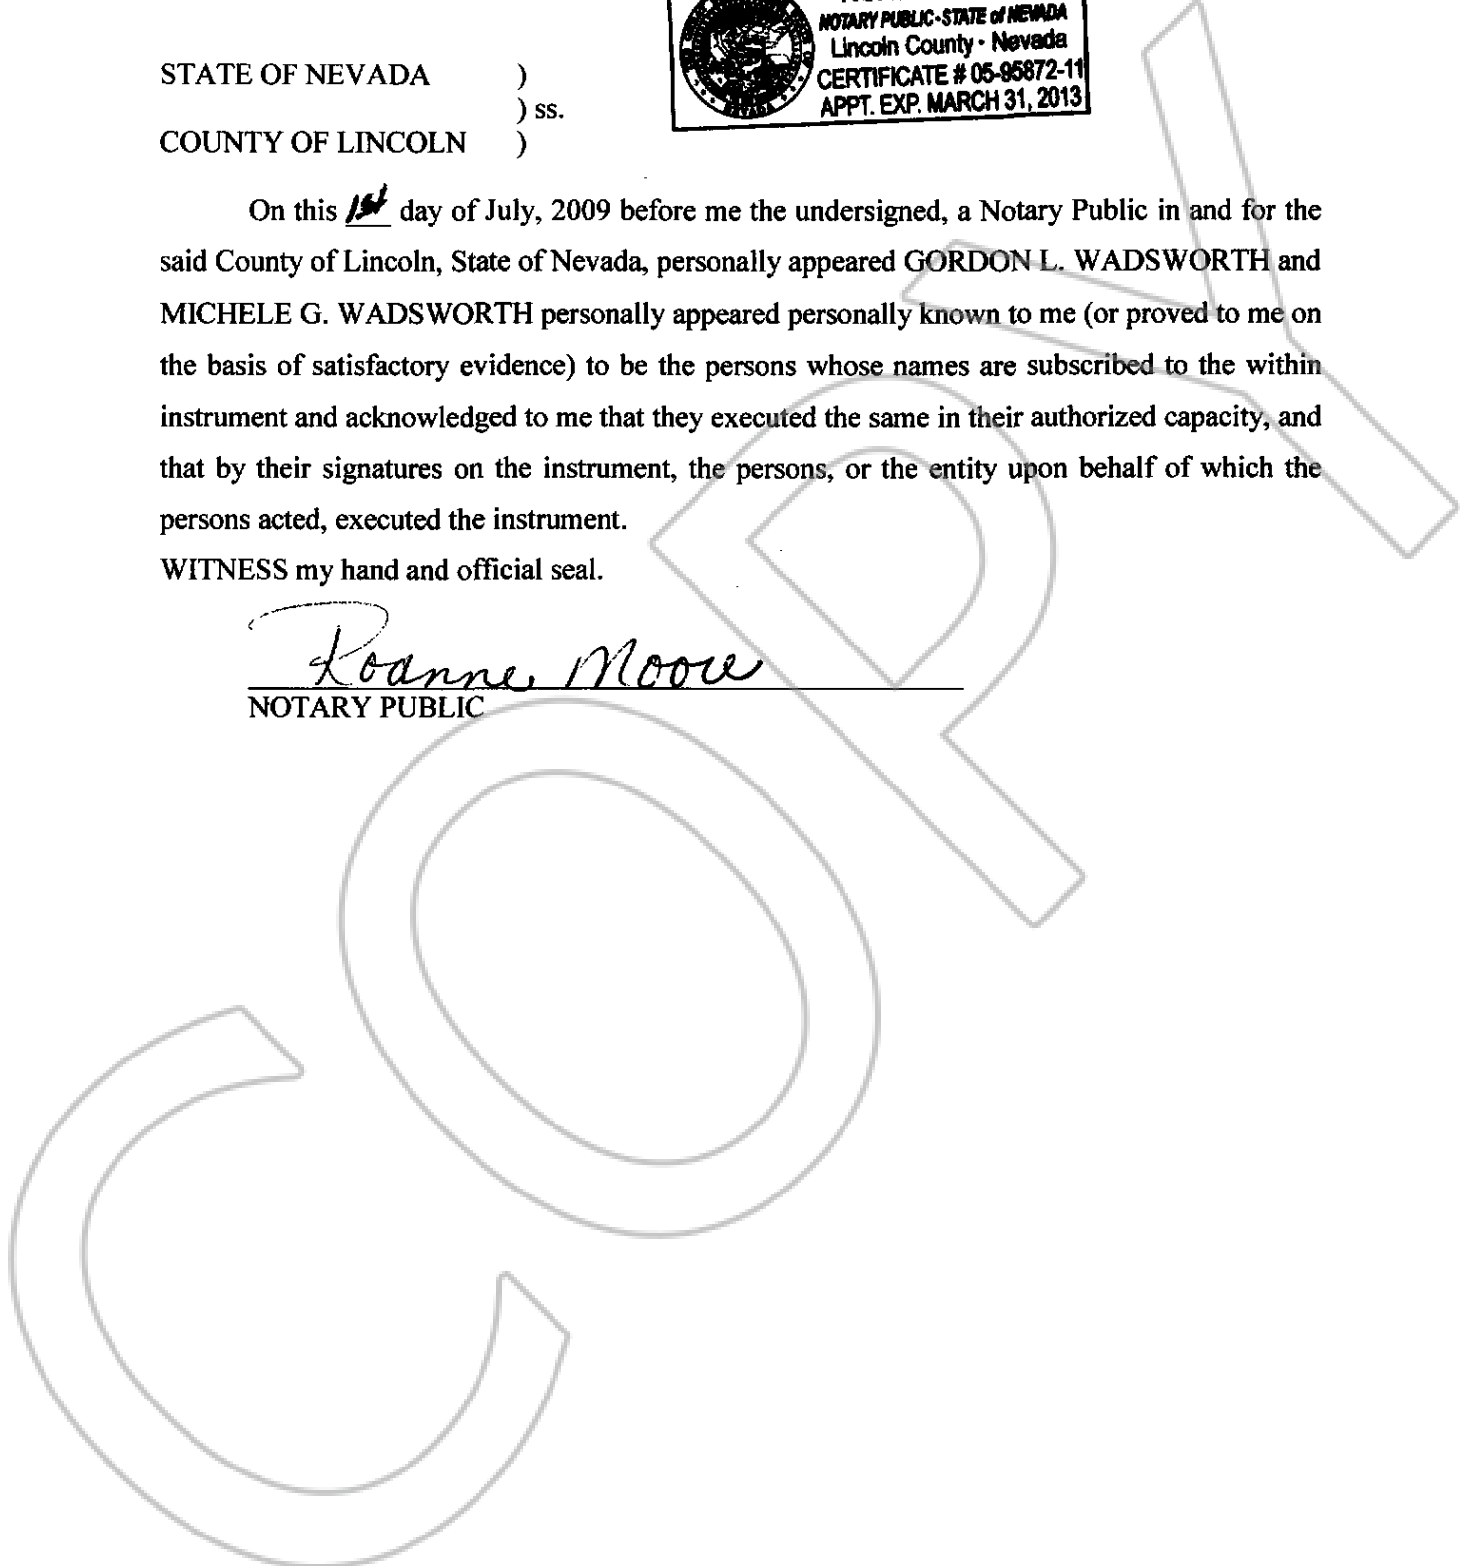 NOTARY PUBLIC-STATE of NEVADA
Lincoln County • Nevada
CERTIFICATE # 05-95872-11
APPT. EXP. MARCH 31, 2013
NEVADA
STATE OF NEVADA )
) ss.
COUNTY OF LINCOLN )
On this 1st day of July, 2009 before me the undersigned, a Notary Public in and for the
said County of Lincoln, State of Nevada, personally appeared GORDON L. WADSWORTH and
MICHELE G. WADSWORTH personally appeared personally known to me (or proved to me on
the basis of satisfactory evidence) to be the persons whose names are subscribed to the within
instrument and acknowledged to me that they executed the same in their authorized capacity, and
that by their signatures on the instrument, the persons, or the entity upon behalf of which the
persons acted, executed the instrument.
WITNESS my hand and official seal.
Roanne Moore
NOTARY PUBLIC
COPY